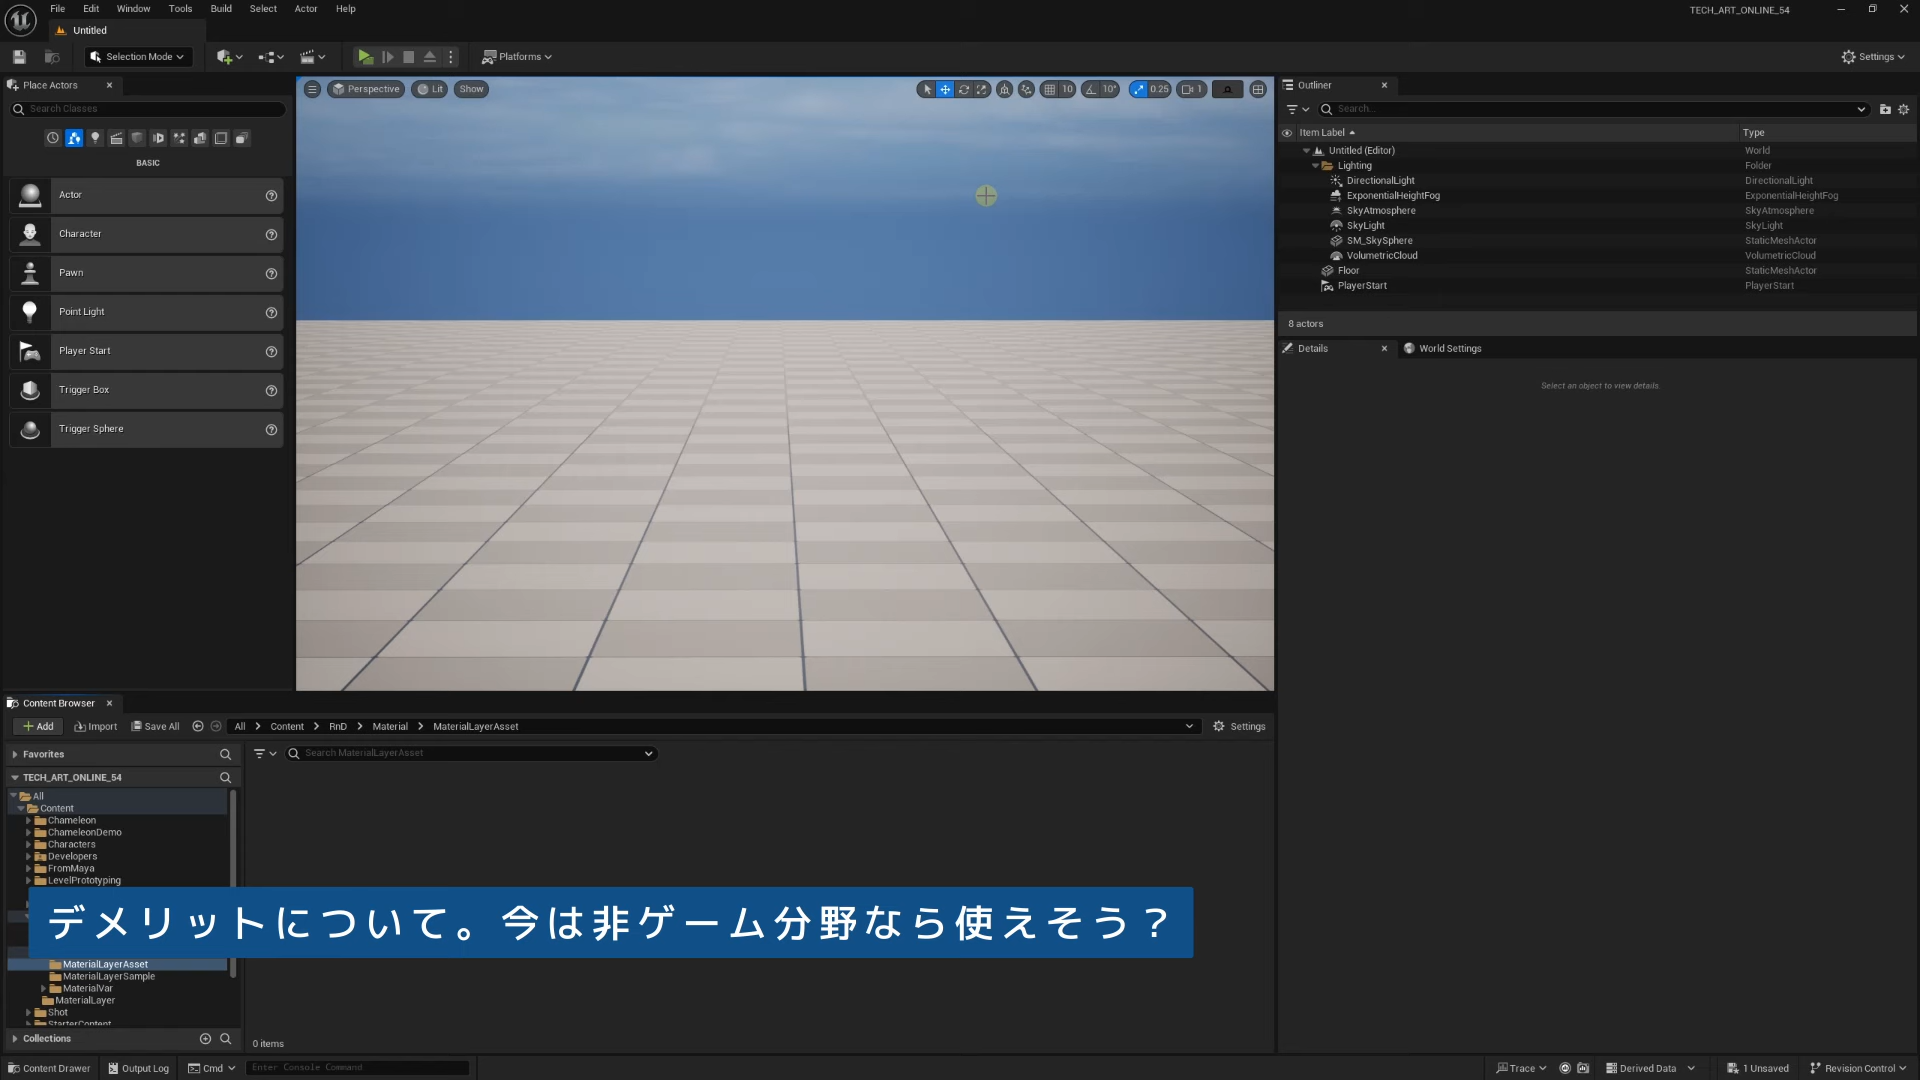 File Edit Window Tools Build Select Actor Help
TECH_ART_ONLINE_54
Untitled
Selection Mode
Platforms
Settings
Place Actors
Search Classes
BASIC
Actor
Character
Pawn
Point Light
Player Start
Trigger Box
Trigger Sphere
Perspective Lit Show
10 10° 0.25 1
Outliner
Search...
Item Label Type
Untitled (Editor) World
Lighting Folder
DirectionalLight DirectionalLight
ExponentialHeightFog ExponentialHeightFog
SkyAtmosphere SkyAtmosphere
SkyLight SkyLight
SM_SkySphere StaticMeshActor
VolumetricCloud VolumetricCloud
Floor StaticMeshActor
PlayerStart PlayerStart
8 actors
Details World Settings
Select an object to view details.
Content Browser
Add Import Save All All > Content > RnD > Material > MaterialLayerAsset Settings
Favorites
Search MaterialLayerAsset
TECH_ART_ONLINE_54
All
Content
Chameleon
ChameleonDemo
Characters
Developers
FromMaya
LevelPrototyping
デメリットについて。今は非ゲーム分野なら使えそう？
MaterialLayerAsset
MaterialLayerSample
MaterialVar
MaterialLayer
Shot
StarterContent
Collections
0 items
Content Drawer Output Log Cmd Enter Console Command Trace Derived Data 1 Unsaved Revision Control